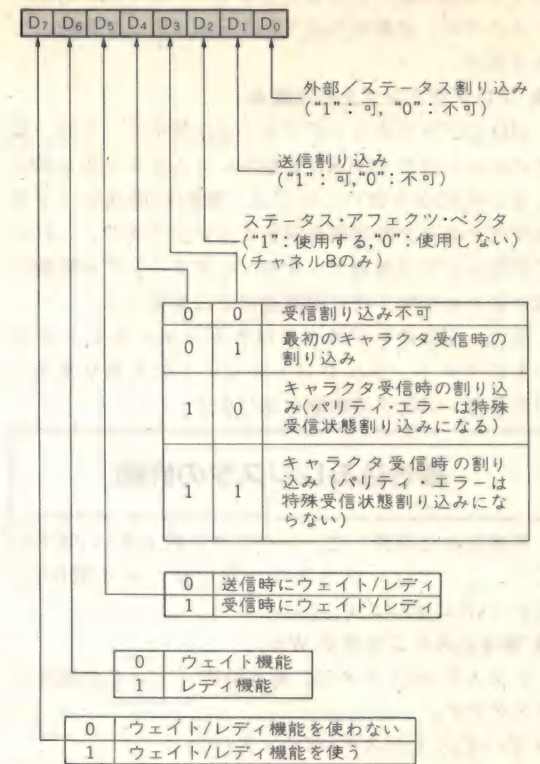 D7 D6 D5 D4 D3 D2 D1 D0
外部／ステータス割り込み
(“1”：可, “0”：不可)
送信割り込み
(“1”：可,“0”：不可)
ステータス・アフェクツ・ベクタ
(“1”：使用する,“0”：使用しない)
(チャネルBのみ)
0 0 受信割り込み不可
0 1 最初のキャラクタ受信時の
割り込み
1 0 キャラクタ受信時の割り込
み(パリティ・エラーは特殊
受信状態割り込みになる)
1 1 キャラクタ受信時の割り
込み(パリティ・エラーは
特殊受信状態割り込みにな
らない)
0 送信時にウェイト/レディ
1 受信時にウェイト/レディ
0 ウェイト機能
1 レディ機能
0 ウェイト/レディ機能を使わない
1 ウェイト/レディ機能を使う